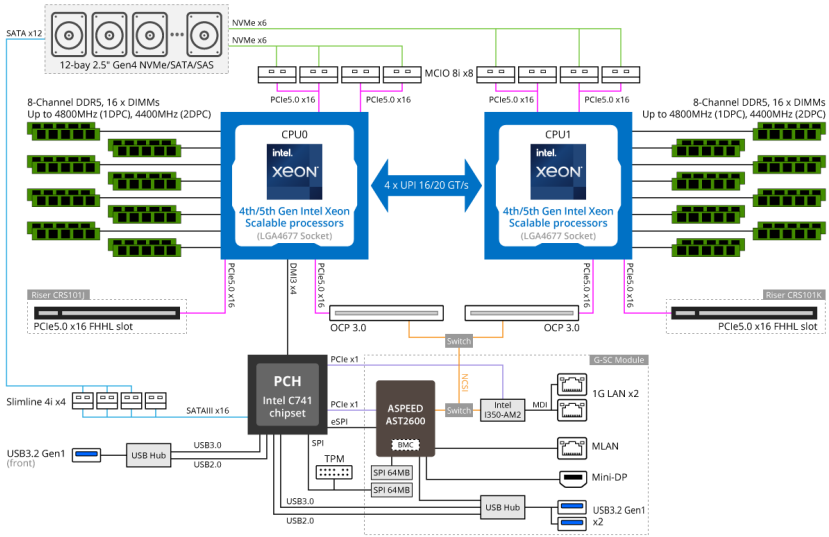 SATA x12
NVMe x6
NVMe x6
12-bay 2.5" Gen4 NVMe/SATA/SAS
MCIO 8i x8
PCIe5.0 x16
PCIe5.0 x16
PCIe5.0 x16
PCIe5.0 x16
8-Channel DDR5, 16 x DIMMs
Up to 4800MHz (1DPC), 4400MHz (2DPC)
8-Channel DDR5, 16 x DIMMs
Up to 4800MHz (1DPC), 4400MHz (2DPC)
CPU0
intel.
XEON
4th/5th Gen Intel Xeon
Scalable processors
(LGA4677 Socket)
4 x UPI 16/20 GT/s
CPU1
intel.
XEON
4th/5th Gen Intel Xeon
Scalable processors
(LGA4677 Socket)
PCIe5.0 x16
DMI3 x4
PCIe5.0 x16
PCIe5.0 x16
PCIe5.0 x16
Riser CRS101J
PCIe5.0 x16 FHHL slot
OCP 3.0
OCP 3.0
Riser CRS101K
PCIe5.0 x16 FHHL slot
Switch
NCSI
G-SC Module
PCH
Intel C741
chipset
PCIe x1
PCIe x1
eSPI
SPI
ASPEED
AST2600
BMC
Switch
Intel
I350-AM2
MDI
1G LAN x2
Slimline 4i x4
SATAIII x16
MLAN
USB3.2 Gen1
(front)
USB Hub
USB3.0
USB2.0
TPM
SPI 64MB
SPI 64MB
Mini-DP
USB3.0
USB2.0
USB Hub
USB3.2 Gen1
x2